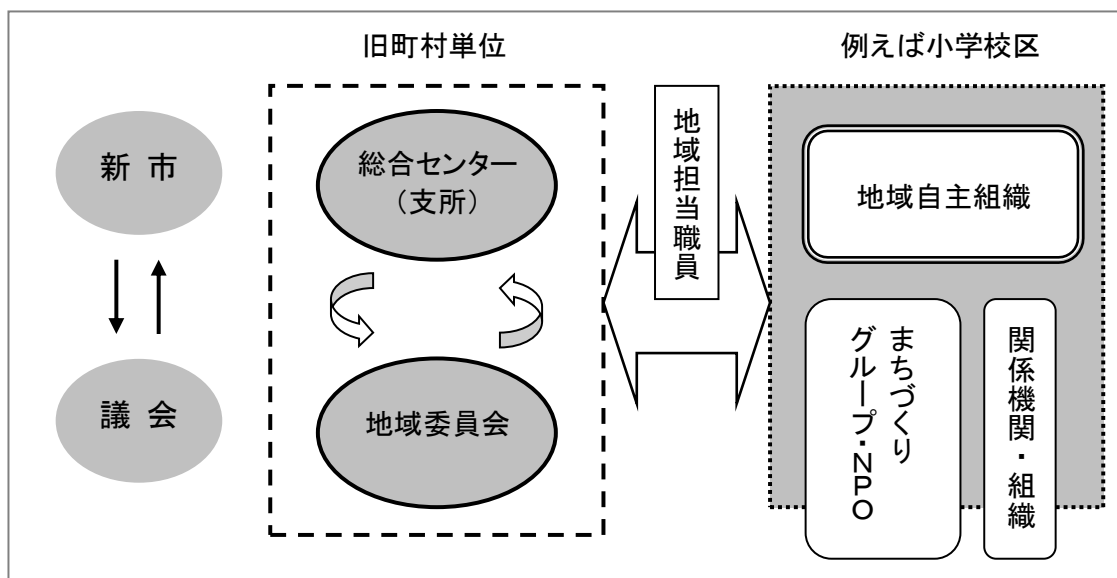 旧町村単位
例えば小学校区
新 市
議 会
総合センター
（支所）
地域委員会
地域担当職員
地域自主組織
まちづくり
グループ・NPO
関係機関・組織